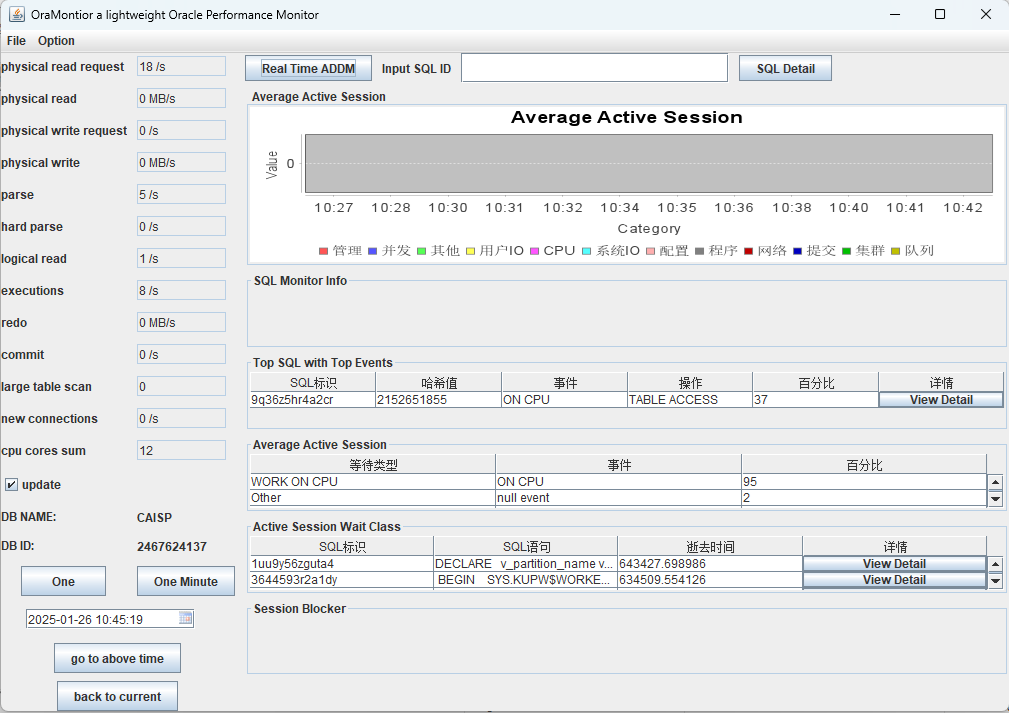 OraMontior a lightweight Oracle Performance Monitor
File Option
physical read request 18 /s
physical read 0 MB/s
physical write request 0 /s
physical write 0 MB/s
parse 5 /s
hard parse 0 /s
logical read 1 /s
executions 8 /s
redo 0 MB/s
commit 0 /s
large table scan 0
new connections 0 /s
cpu cores sum 12
update
DB NAME: CAISP
DB ID: 2467624137
One One Minute
2025-01-26 10:45:19
go to above time
back to current
Real Time ADDM Input SQL ID SQL Detail
Average Active Session
Average Active Session
Value
0
10:27 10:28 10:30 10:31 10:32 10:34 10:35 10:36 10:38 10:40 10:41 10:42
Category
管理 并发 其他 用户IO CPU 系统IO 配置 程序 网络 提交 集群 队列
SQL Monitor Info
Top SQL with Top Events
SQL标识 哈希值 事件 操作 百分比 详情
9q36z5hr4a2cr 2152651855 ON CPU TABLE ACCESS 37 View Detail
Average Active Session
等待类型 事件 百分比
WORK ON CPU ON CPU 95
Other null event 2
Active Session Wait Class
SQL标识 SQL语句 逝去时间 详情
1uu9y56zguta4 DECLARE v_partition_name v... 643427.698986 View Detail
3644593r2a1dy BEGIN SYS.KUPW$WORKE... 634509.554126 View Detail
Session Blocker